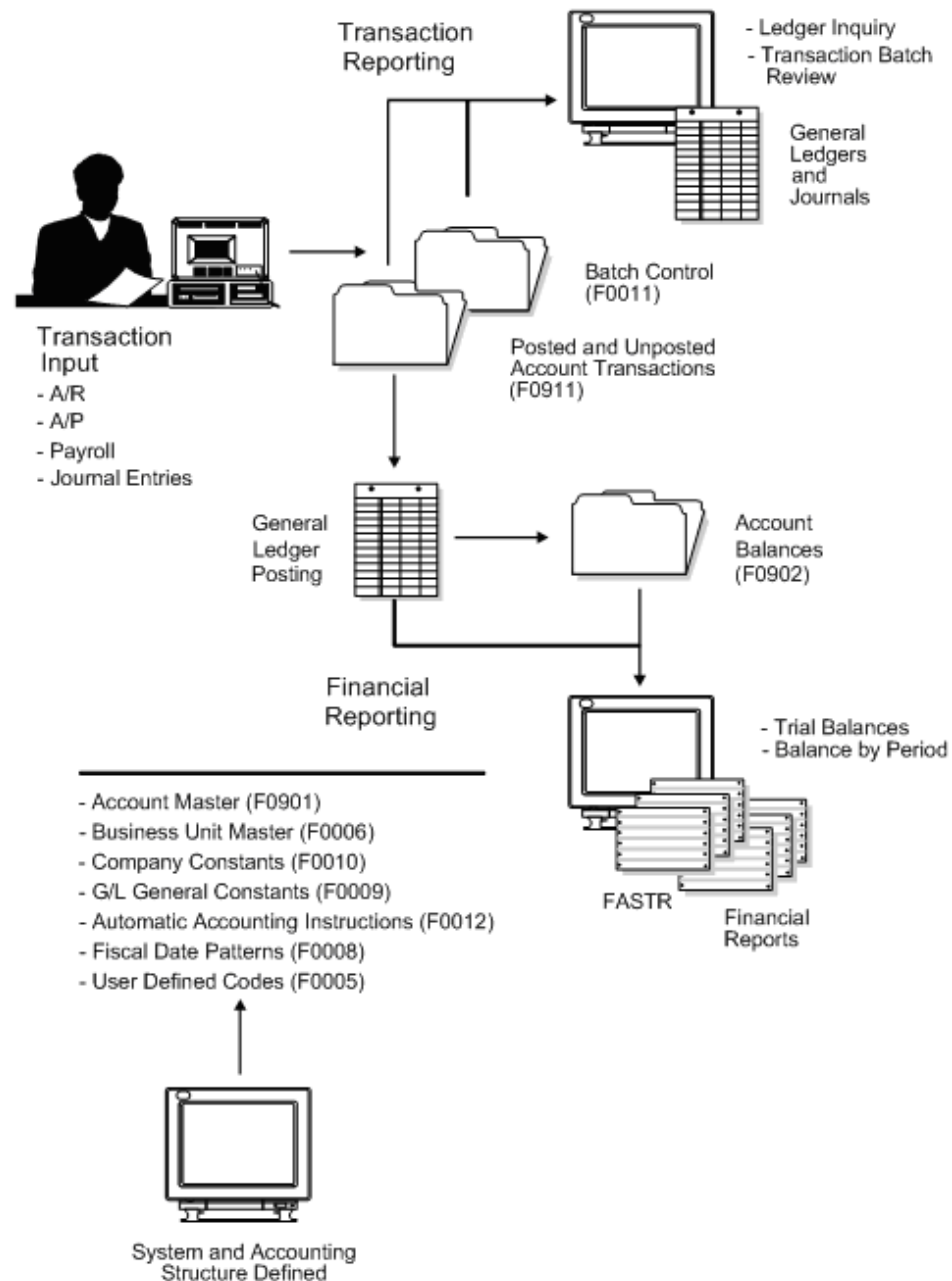 Transaction
Reporting
- Ledger Inquiry
- Transaction Batch
Review
General
Ledgers
and
Journals
Batch Control
(F0011)
Transaction
Input
- A/R
- A/P
- Payroll
- Journal Entries
Posted and Unposted
Account Transactions
(F0911)
General
Ledger
Posting
Account
Balances
(F0902)
Financial
Reporting
- Trial Balances
- Balance by Period
- Account Master (F0901)
- Business Unit Master (F0006)
- Company Constants (F0010)
- G/L General Constants (F0009)
- Automatic Accounting Instructions (F0012)
- Fiscal Date Patterns (F0008)
- User Defined Codes (F0005)
FASTR
Financial
Reports
System and Accounting
Structure Defined